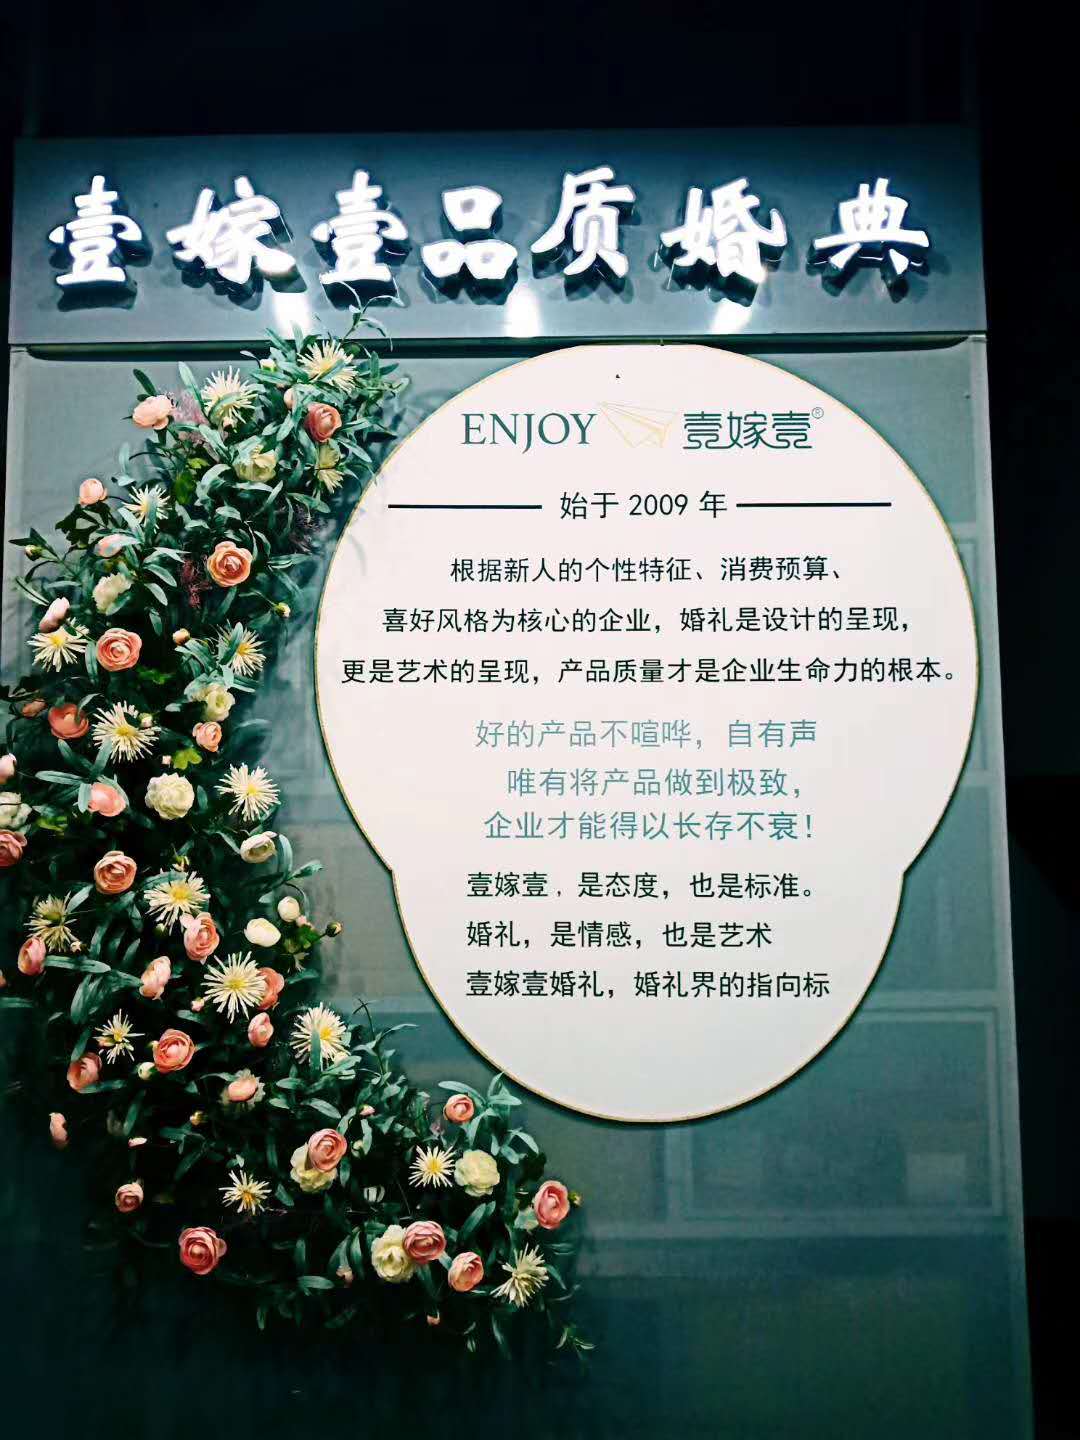 壹嫁壹品质婚典
ENJOY 壹嫁壹®
始于 2009 年
根据新人的个性特征、消费预算、
喜好风格为核心的企业，婚礼是设计的呈现，
更是艺术的呈现，产品质量才是企业生命力的根本。
好的产品不喧哗，自有声
唯有将产品做到极致，
企业才能得以长存不衰！
壹嫁壹，是态度，也是标准。
婚礼，是情感，也是艺术
壹嫁壹婚礼，婚礼界的指向标